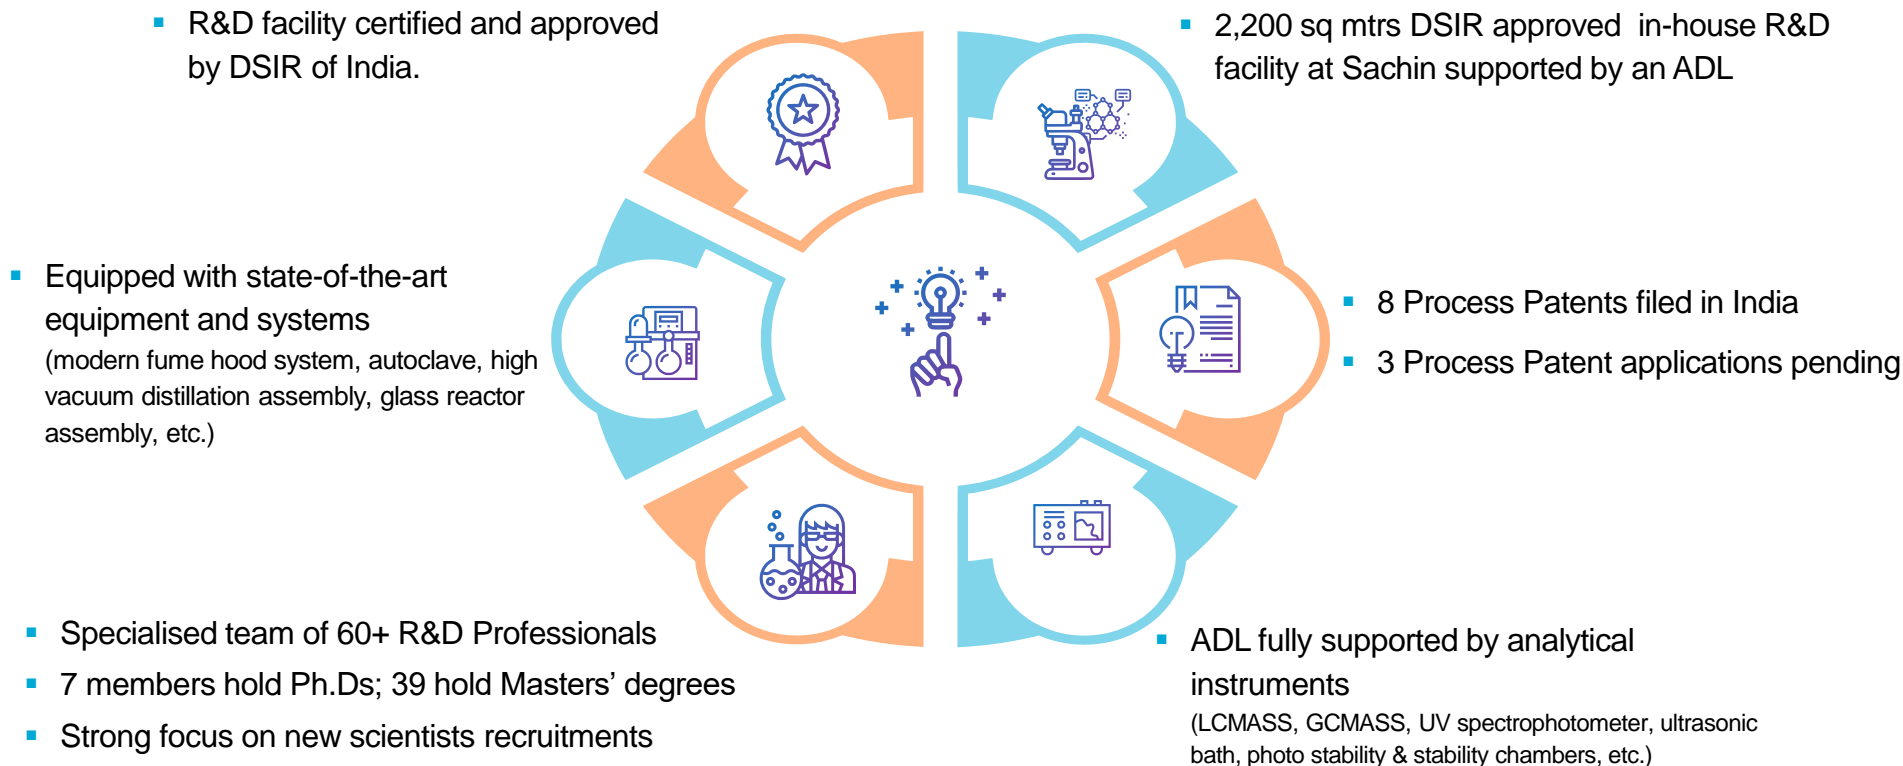 ▪ R&D facility certified and approved
by DSIR of India.
▪ 2,200 sq mtrs DSIR approved in-house R&D
facility at Sachin supported by an ADL
▪ Equipped with state-of-the-art
equipment and systems
(modern fume hood system, autoclave, high
vacuum distillation assembly, glass reactor
assembly, etc.)
▪ 8 Process Patents filed in India
▪ 3 Process Patent applications pending
▪ Specialised team of 60+ R&D Professionals
▪ 7 members hold Ph.Ds; 39 hold Masters’ degrees
▪ Strong focus on new scientists recruitments
▪ ADL fully supported by analytical
instruments
(LCMASS, GCMASS, UV spectrophotometer, ultrasonic
bath, photo stability & stability chambers, etc.)